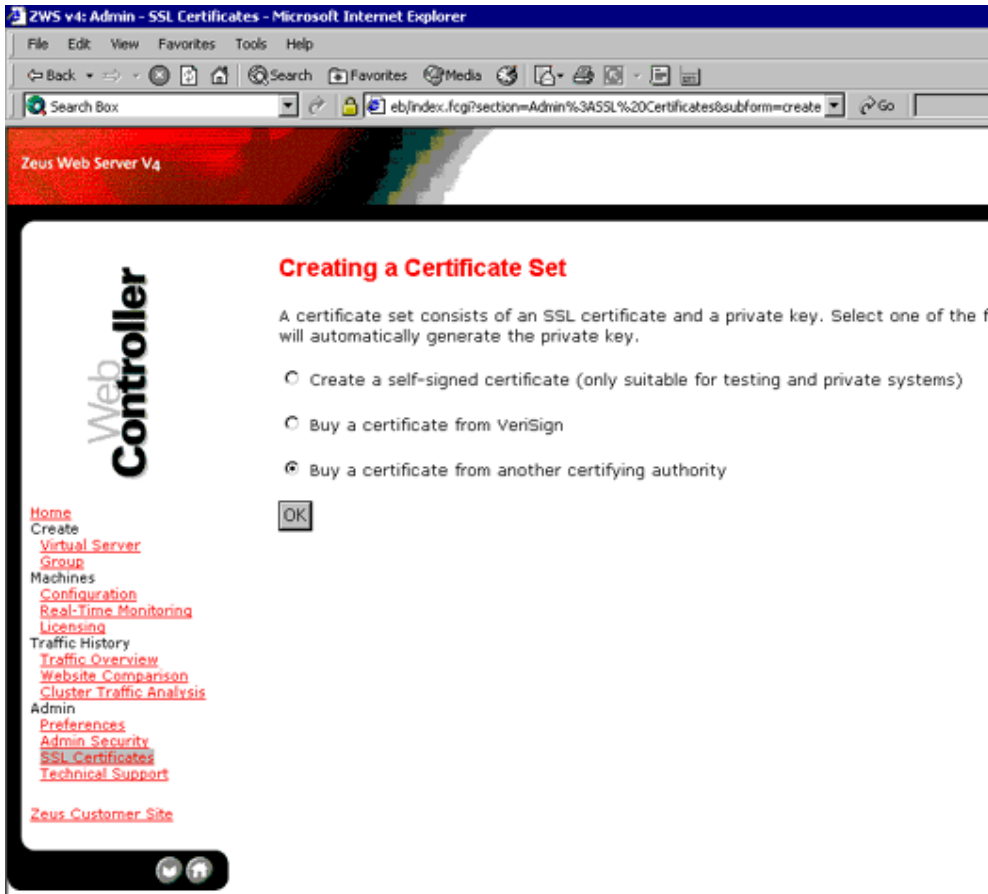 ZWS v4: Admin - SSL Certificates - Microsoft Internet Explorer
File Edit View Favorites Tools Help
Back Search Favorites Media
Search Box eb/index.fcgi?section=Admin%3ASSL%20Certificates&subform=create Go
Zeus Web Server V4
Web
Controller
Creating a Certificate Set
A certificate set consists of an SSL certificate and a private key. Select one of the f
will automatically generate the private key.
Create a self-signed certificate (only suitable for testing and private systems)
Buy a certificate from VeriSign
Buy a certificate from another certifying authority
OK
Home
Create
Virtual Server
Group
Machines
Configuration
Real-Time Monitoring
Licensing
Traffic History
Traffic Overview
Website Comparison
Cluster Traffic Analysis
Admin
Preferences
Admin Security
SSL Certificates
Technical Support
Zeus Customer Site